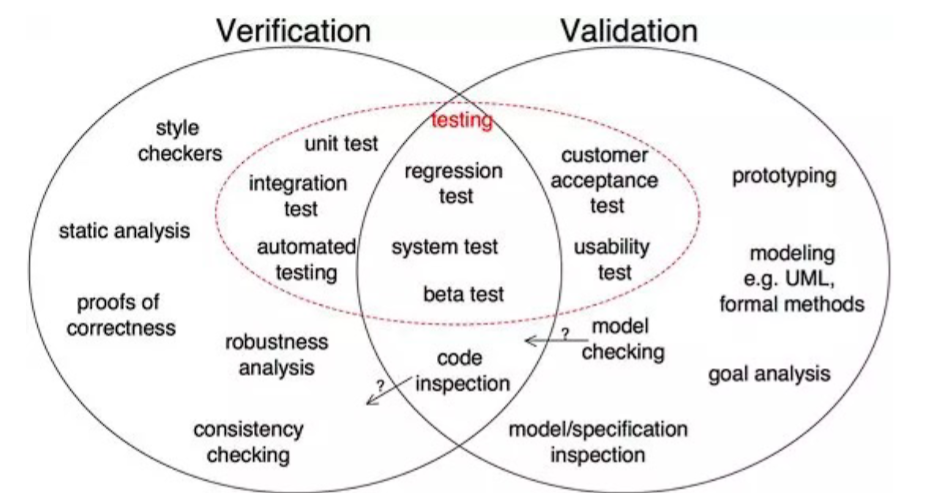 Verification
Validation
testing
style
checkers
unit test
integration
test
automated
testing
static analysis
proofs of
correctness
robustness
analysis
consistency
checking
regression
test
system test
beta test
code
inspection
?
customer
acceptance
test
usability
test
?
model
checking
model/specification
inspection
prototyping
modeling
e.g. UML,
formal methods
goal analysis